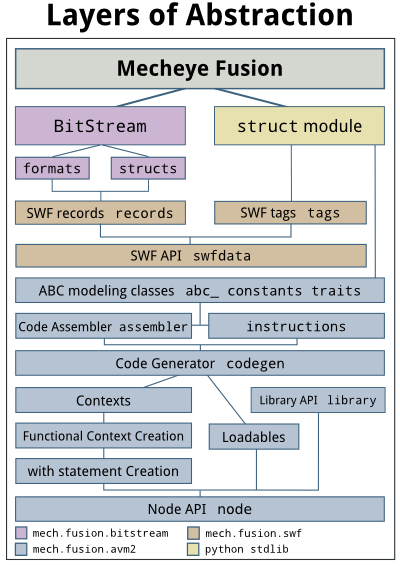 Layers of Abstraction
Mecheye Fusion
BitStream
struct module
formats
structs
SWF records records
SWF tags tags
SWF API swfdata
ABC modeling classes abc_ constants traits
Code Assembler assembler
instructions
Code Generator codegen
Contexts
Library API library
Functional Context Creation
Loadables
with statement Creation
Node API node
mech.fusion.bitstream
mech.fusion.swf
mech.fusion.avm2
python stdlib